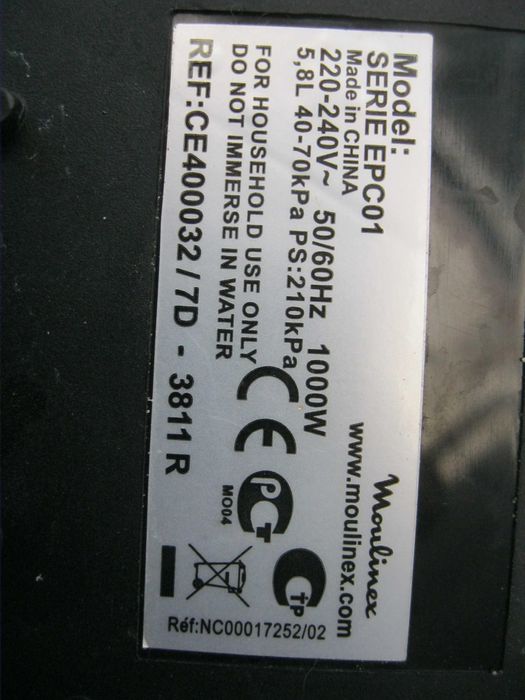 Model:
SERIE EPC01
Made in CHINA
220-240V~ 50/60Hz 1000W
5,8L 40-70kPa PS:210kPa
FOR HOUSEHOLD USE ONLY
DO NOT IMMERSE IN WATER
REF:CE400032 / 7D - 3811 R
Moulinex
www.moulinex.com
CE
PCT
MO04
CTP
Réf:NC00017252/02